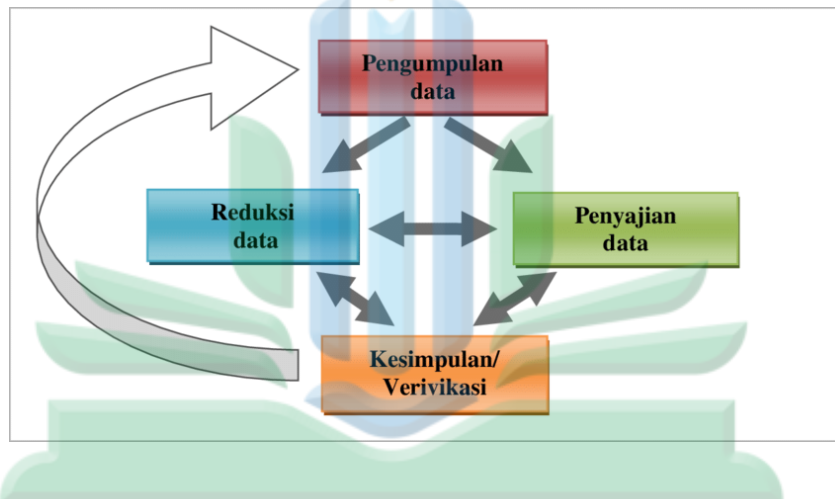 Pengumpulan
data
Reduksi
data
Penyajian
data
Kesimpulan/
Verivikasi